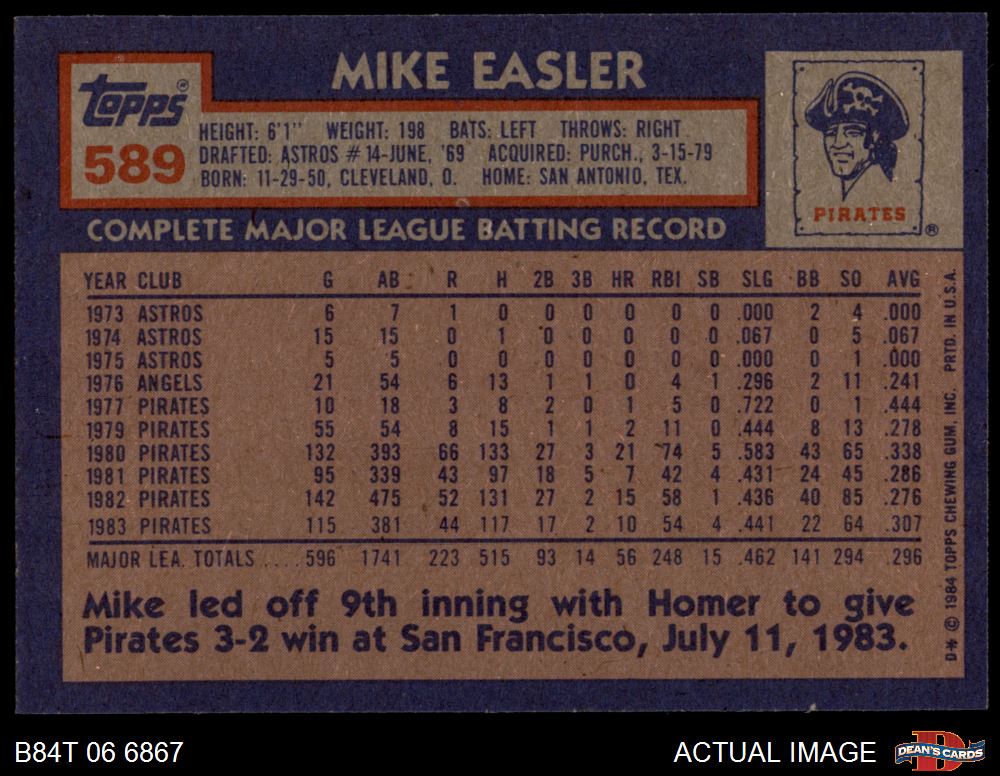 MIKE EASLER
Topps®
589
HEIGHT: 6'1" WEIGHT: 198 BATS: LEFT THROWS: RIGHT
DRAFTED: ASTROS #14-JUNE, '69 ACQUIRED: PURCH., 3-15-79
BORN: 11-29-50, CLEVELAND, O. HOME: SAN ANTONIO, TEX.
PIRATES ®
COMPLETE MAJOR LEAGUE BATTING RECORD
YEAR CLUB G AB R H 2B 3B HR RBI SB SLG BB SO AVG
1973 ASTROS 6 7 1 0 0 0 0 0 0 .000 2 4 .000
1974 ASTROS 15 15 0 1 0 0 0 0 0 .067 0 5 .067
1975 ASTROS 5 5 0 0 0 0 0 0 0 .000 0 1 .000
1976 ANGELS 21 54 6 13 1 1 0 4 1 .296 2 11 .241
1977 PIRATES 10 18 3 8 2 0 1 5 0 .722 0 1 .444
1979 PIRATES 55 54 8 15 1 1 2 11 0 .444 8 13 .278
1980 PIRATES 132 393 66 133 27 3 21 74 5 .583 43 65 .338
1981 PIRATES 95 339 43 97 18 5 7 42 4 .431 24 45 .286
1982 PIRATES 142 475 52 131 27 2 15 58 1 .436 40 85 .276
1983 PIRATES 115 381 44 117 17 2 10 54 4 .441 22 64 .307
MAJOR LEA. TOTALS .... 596 1741 223 515 93 14 56 248 15 .462 141 294 .296
Mike led off 9th inning with Homer to give
Pirates 3-2 win at San Francisco, July 11, 1983.
D* © 1984 TOPPS CHEWING GUM, INC. PRTD. IN U.S.A.
B84T 06 6867
ACTUAL IMAGE
D
DEAN'S CARDS